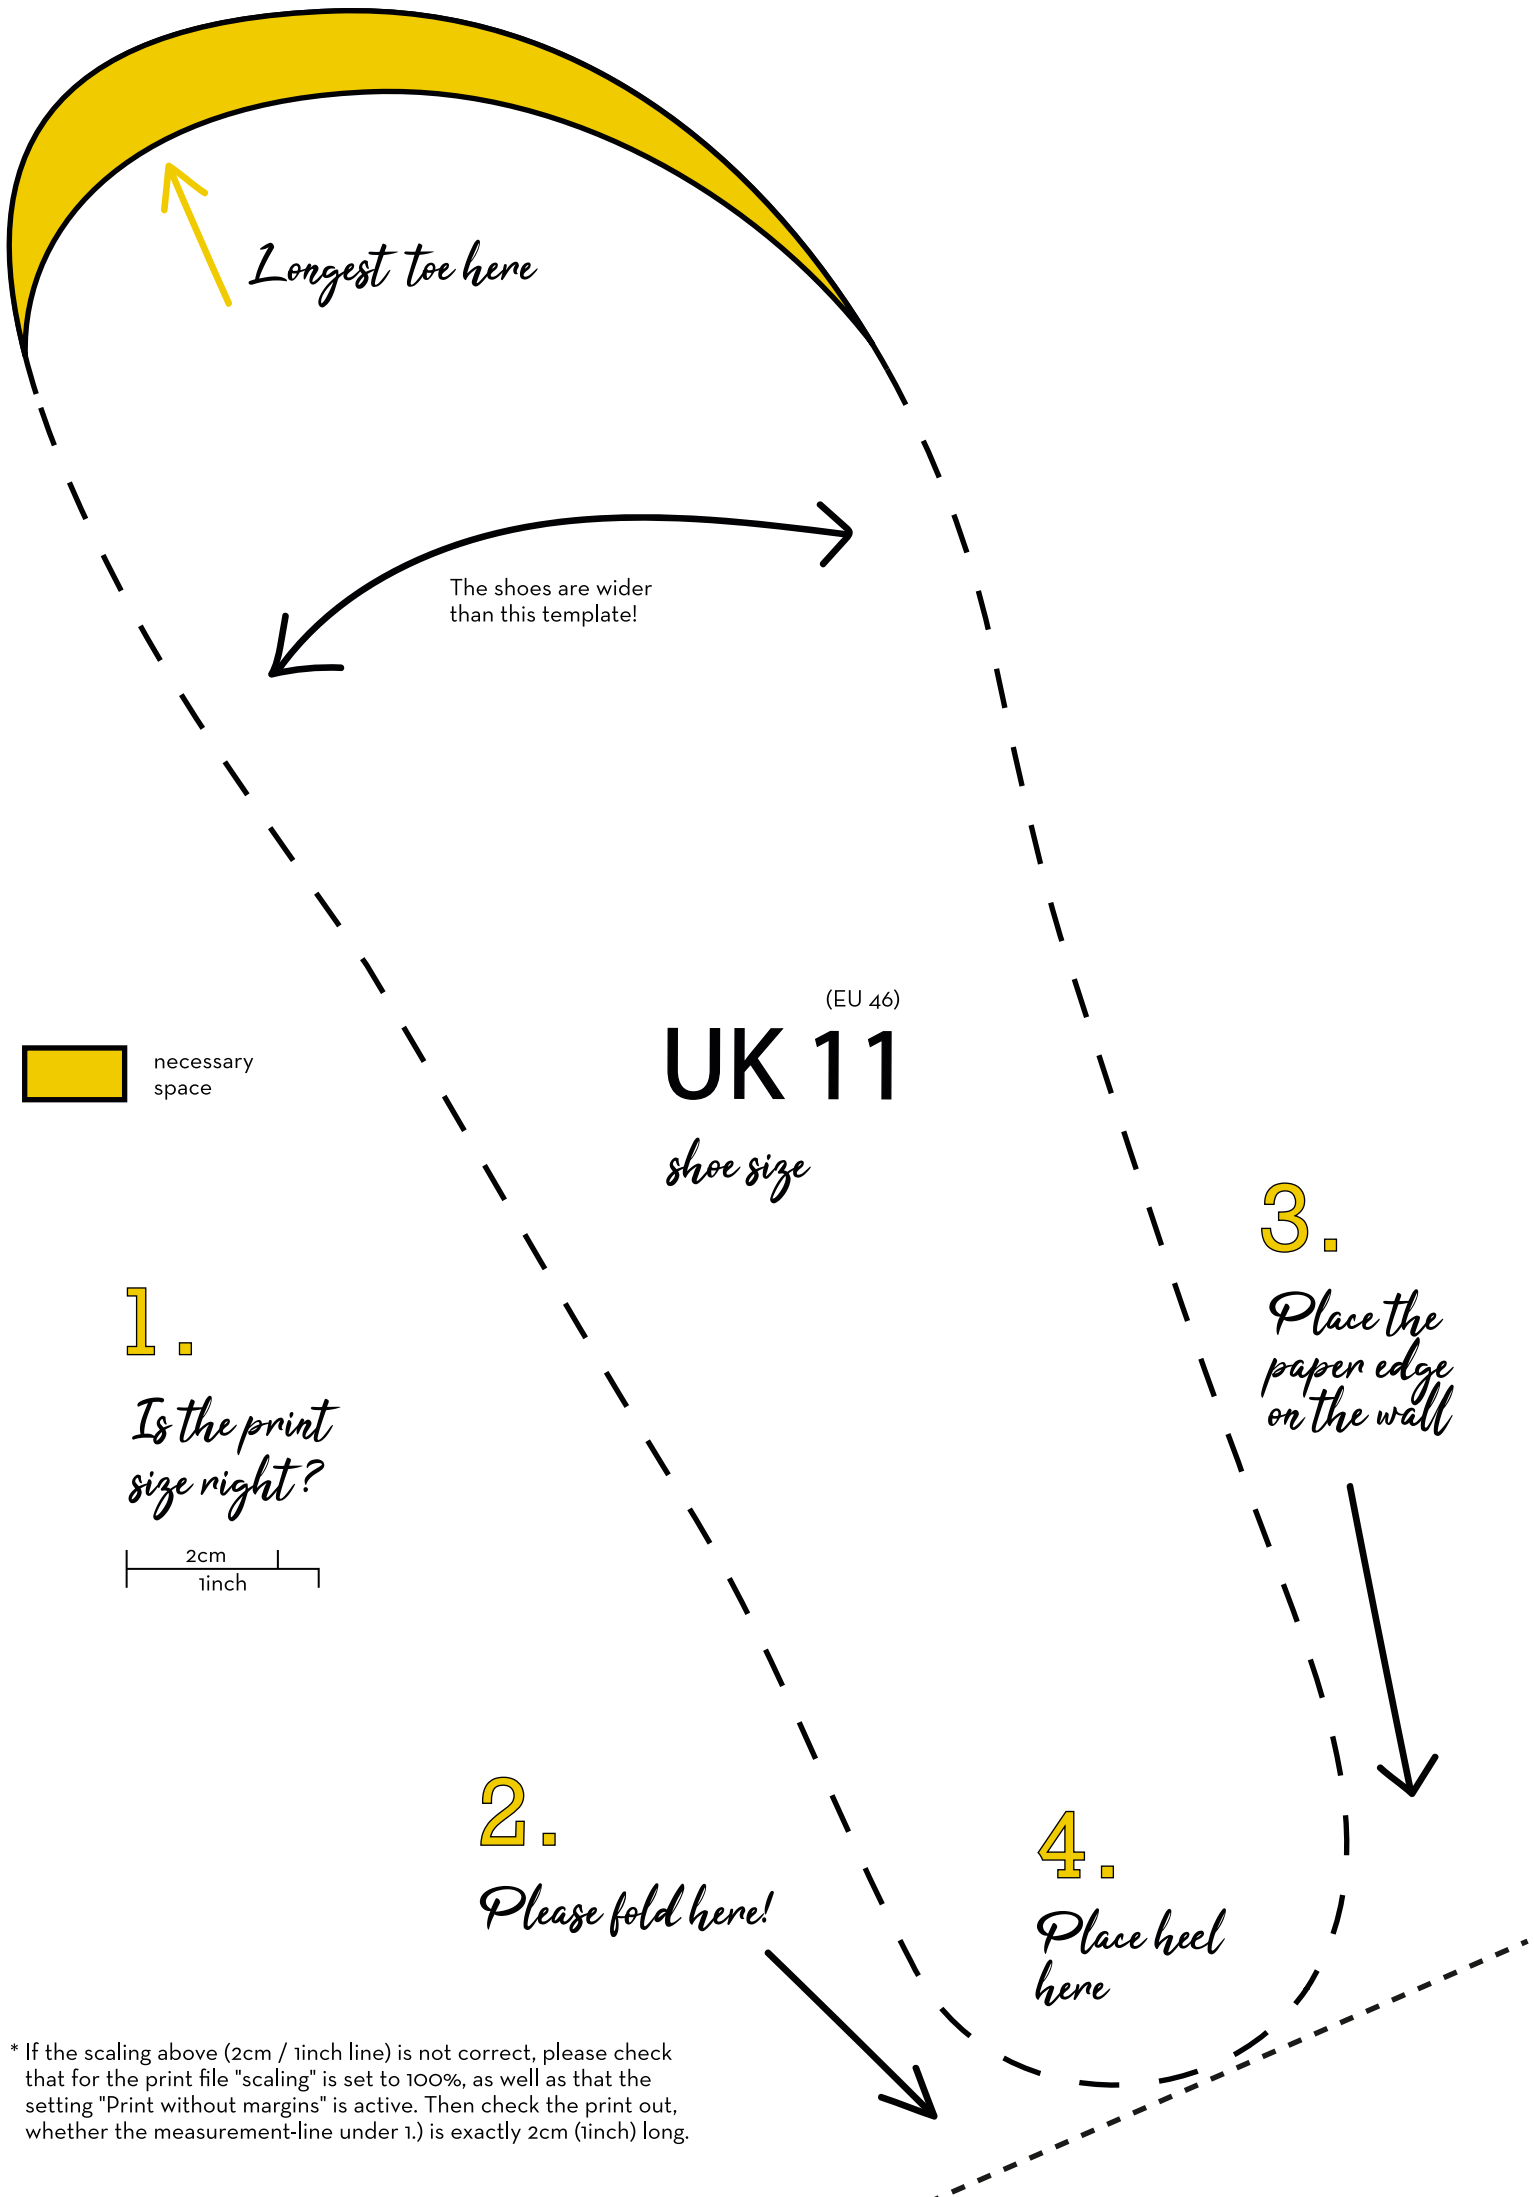 Longest toe here
The shoes are wider
than this template!
(EU 46)
UK 11
shoe size
necessary
space
1.
Is the print
size right?
2cm
1inch
3.
Place the
paper edge
on the wall
2.
Please fold here!
4.
Place heel
here
* If the scaling above (2cm / 1inch line) is not correct, please check
that for the print file "scaling" is set to 100%, as well as that the
setting "Print without margins" is active. Then check the print out,
whether the measurement-line under 1.) is exactly 2cm (1inch) long.